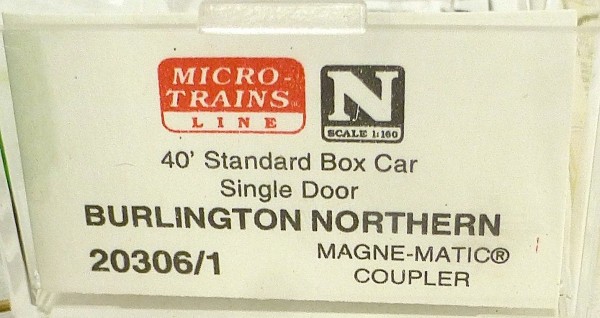 MICRO-
TRAINS
LINE
N
SCALE 1:160
40' Standard Box Car
Single Door
BURLINGTON NORTHERN
20306/1
MAGNE-MATIC®
COUPLER